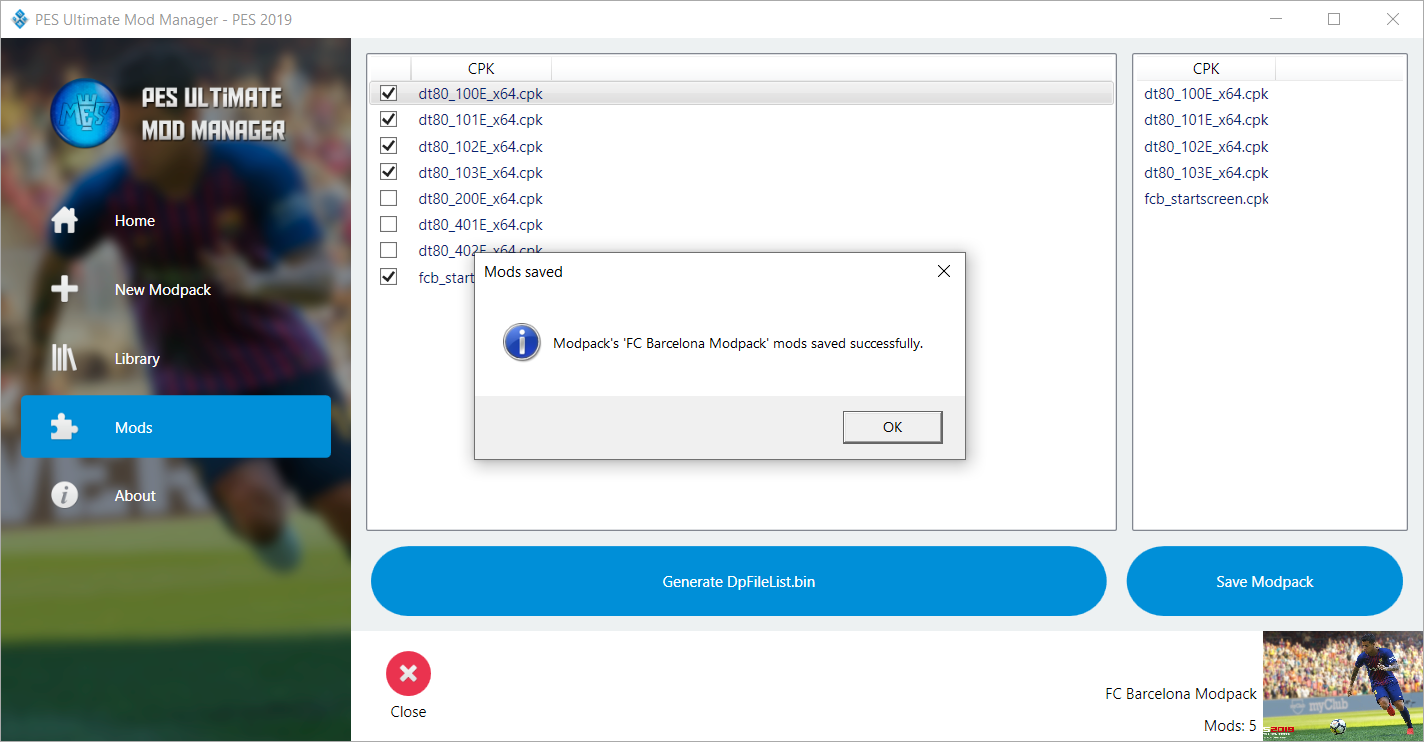 PES Ultimate Mod Manager - PES 2019
MES
PES ULTiMATE
MOD MANAGER
Home
New Modpack
Library
Mods
About
CPK
dt80_100E_x64.cpk
dt80_101E_x64.cpk
dt80_102E_x64.cpk
dt80_103E_x64.cpk
dt80_200E_x64.cpk
dt80_401E_x64.cpk
dt80_402E_x64.cpk
fcb_start
CPK
dt80_100E_x64.cpk
dt80_101E_x64.cpk
dt80_102E_x64.cpk
dt80_103E_x64.cpk
fcb_startscreen.cpk
Mods saved
Modpack's 'FC Barcelona Modpack' mods saved successfully.
OK
Generate DpFileList.bin
Save Modpack
Close
FC Barcelona Modpack
Mods: 5
myClub
2019